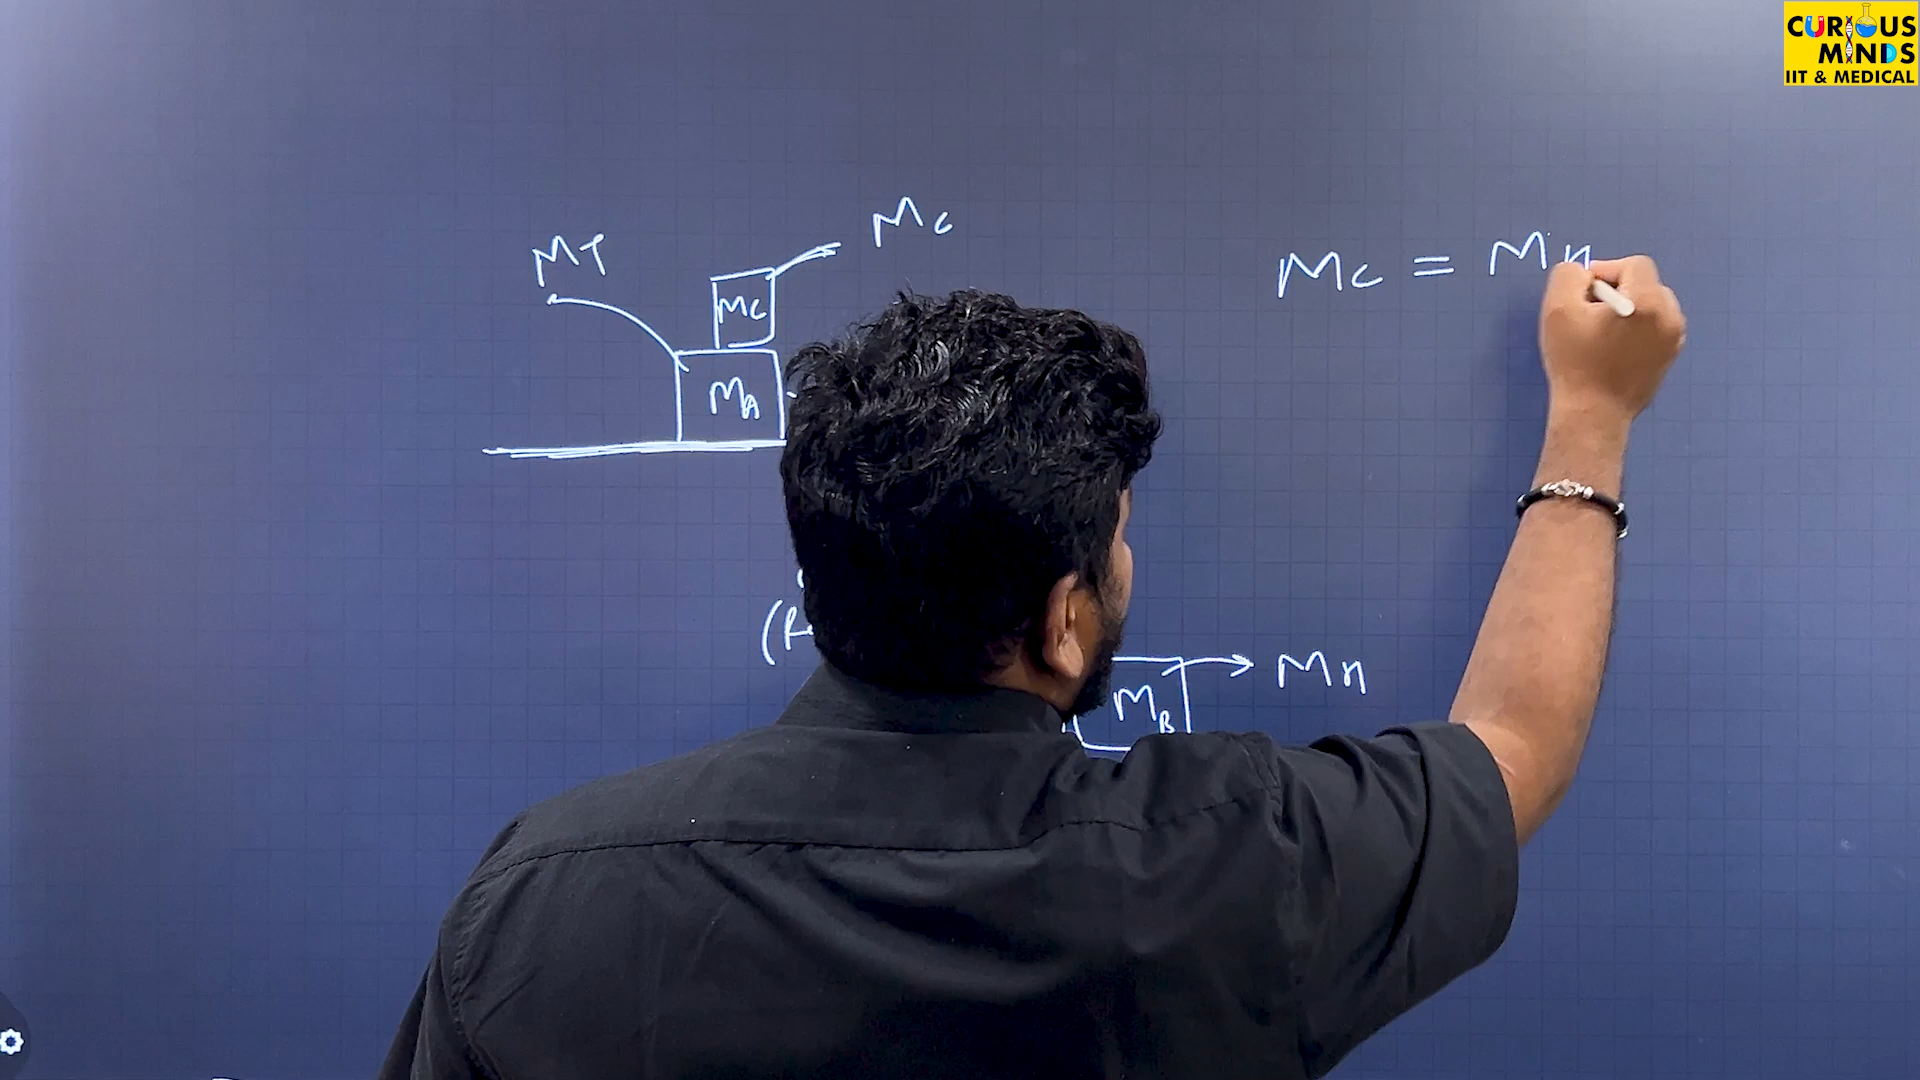 CURIOUS
MINDS
IIT & MEDICAL
MT
Mc
Mc
MA
Mc = Mn
MB
Mn